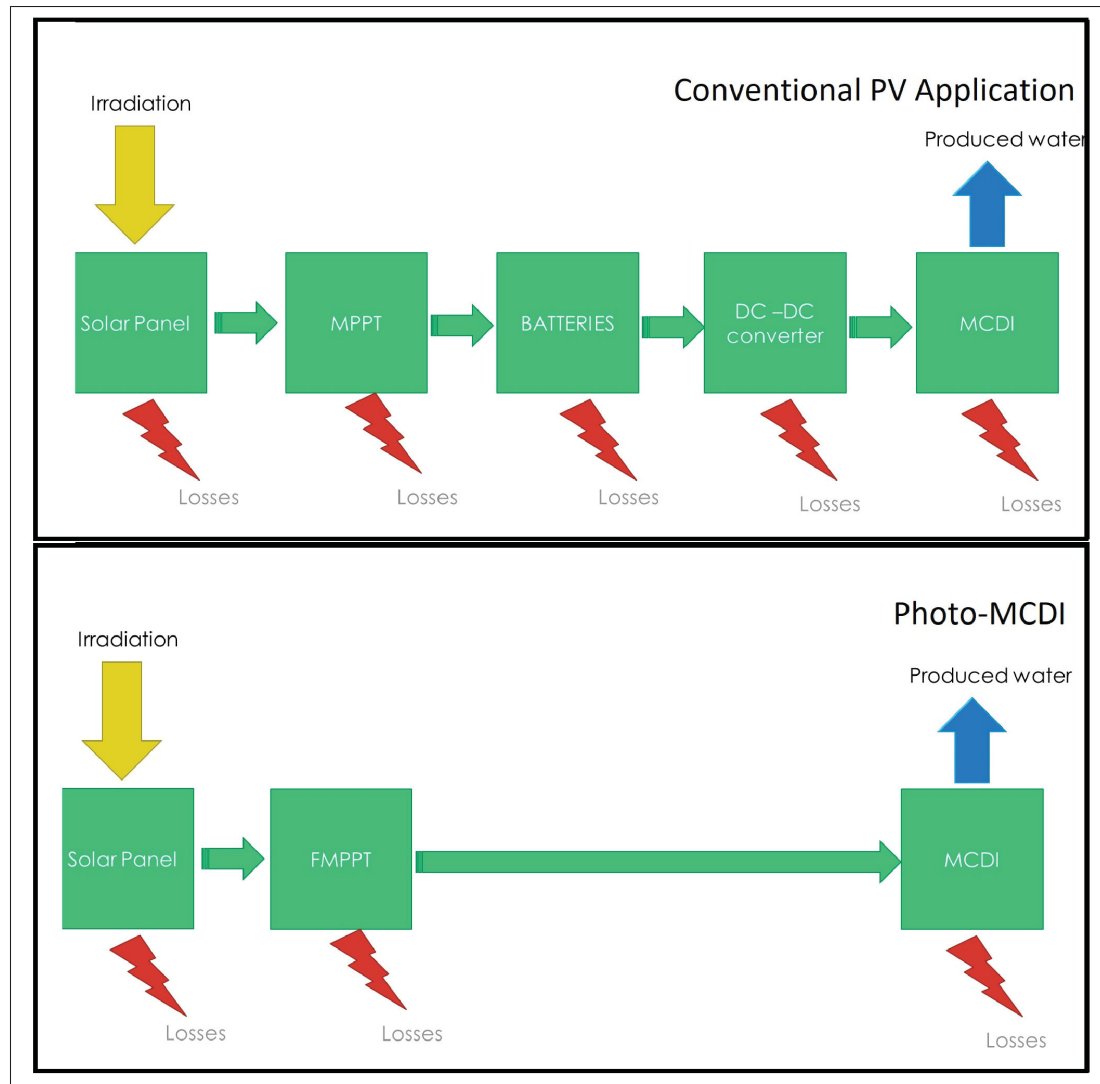 Conventional PV Application
Irradiation
Produced water
Solar Panel
MPPT
BATTERIES
DC –DC
converter
MCDI
Losses
Losses
Losses
Losses
Losses
Photo-MCDI
Irradiation
Produced water
Solar Panel
FMPPT
MCDI
Losses
Losses
Losses